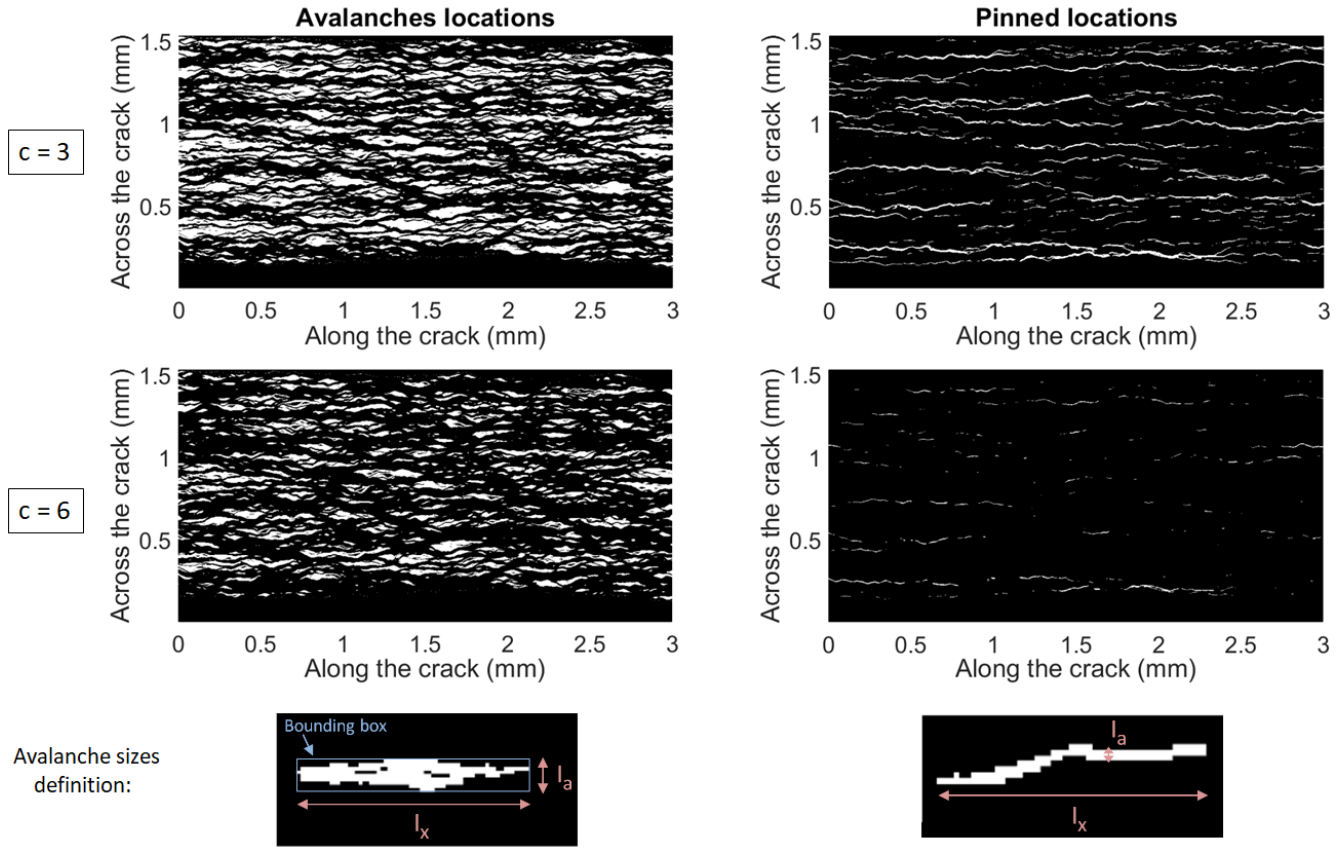 Avalanches locations
Pinned locations
c = 3
Across the crack (mm)
1.5
1
0.5
0 0.5 1 1.5 2 2.5 3
Along the crack (mm)
Across the crack (mm)
1.5
1
0.5
0 0.5 1 1.5 2 2.5 3
Along the crack (mm)
c = 6
Across the crack (mm)
1.5
1
0.5
0 0.5 1 1.5 2 2.5 3
Along the crack (mm)
Across the crack (mm)
1.5
1
0.5
0 0.5 1 1.5 2 2.5 3
Along the crack (mm)
Avalanche sizes
definition:
Bounding box
la
lx
la
lx